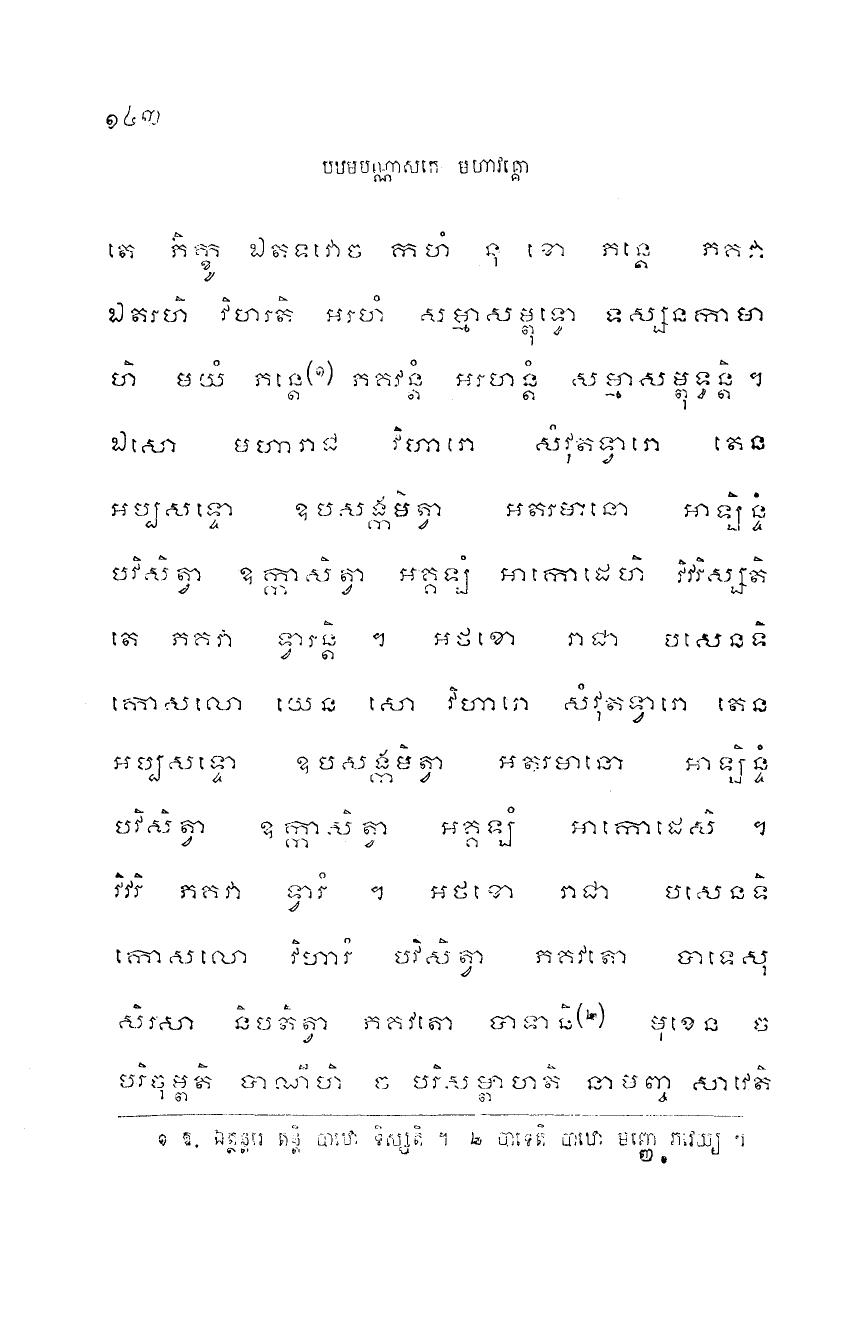 ១៤៣
បឋមបណ្ណាសកេ មហាវគ្គោ
តេ ភិក្ខូ ឯតទវោច កហំ នុ ខោ ភន្តេ ភគវា
ឯតរហិ វិហរតិ អរហំ សម្មាសម្ពុទ្ធោ ទស្សនកាមា
ហិ មយំ ភន្តេ(១) ភគវន្តំ អរហន្តំ សម្មាសម្ពុទ្ធន្តិ ។
ឯសោ មហារាជ វិហារោ សំវុតទ្វារោ តេន
អប្បសទ្ទោ ឧបសង្កមិត្វា អតរមានោ អាឡិន្ទំ
បវិសិត្វា ឧក្កាសិត្វា អគ្គឡំ អាកោដេហិ វិវរិស្សតិ
តេ ភគវា ទ្វារន្តិ ។ អថខោ រាជា បសេនទិ
កោសលោ យេន សោ វិហារោ សំវុតទ្វារោ តេន
អប្បសទ្ទោ ឧបសង្កមិត្វា អតរមានោ អាឡិន្ទំ
បវិសិត្វា ឧក្កាសិត្វា អគ្គឡំ អាកោដេសិ ។
វិវរិ ភគវា ទ្វារំ ។ អថខោ រាជា បសេនទិ
កោសលោ វិហារំ បវិសិត្វា ភគវតោ បាទេសុ
សិរសា និបតិត្វា ភគវតោ បាទានិ(២) មុខេន ច
បរិចុម្ពតិ បាណីហិ ច បរិសម្ពាហតិ នាមញ្ច សាវេតិ
១ ឱ. ឯត្ថន្តរេ តន្តិ បាឋោ ទិស្សតិ ។ ២ បាទេតិ បាឋោ មញ្ញេ ភវេយ្យ ។